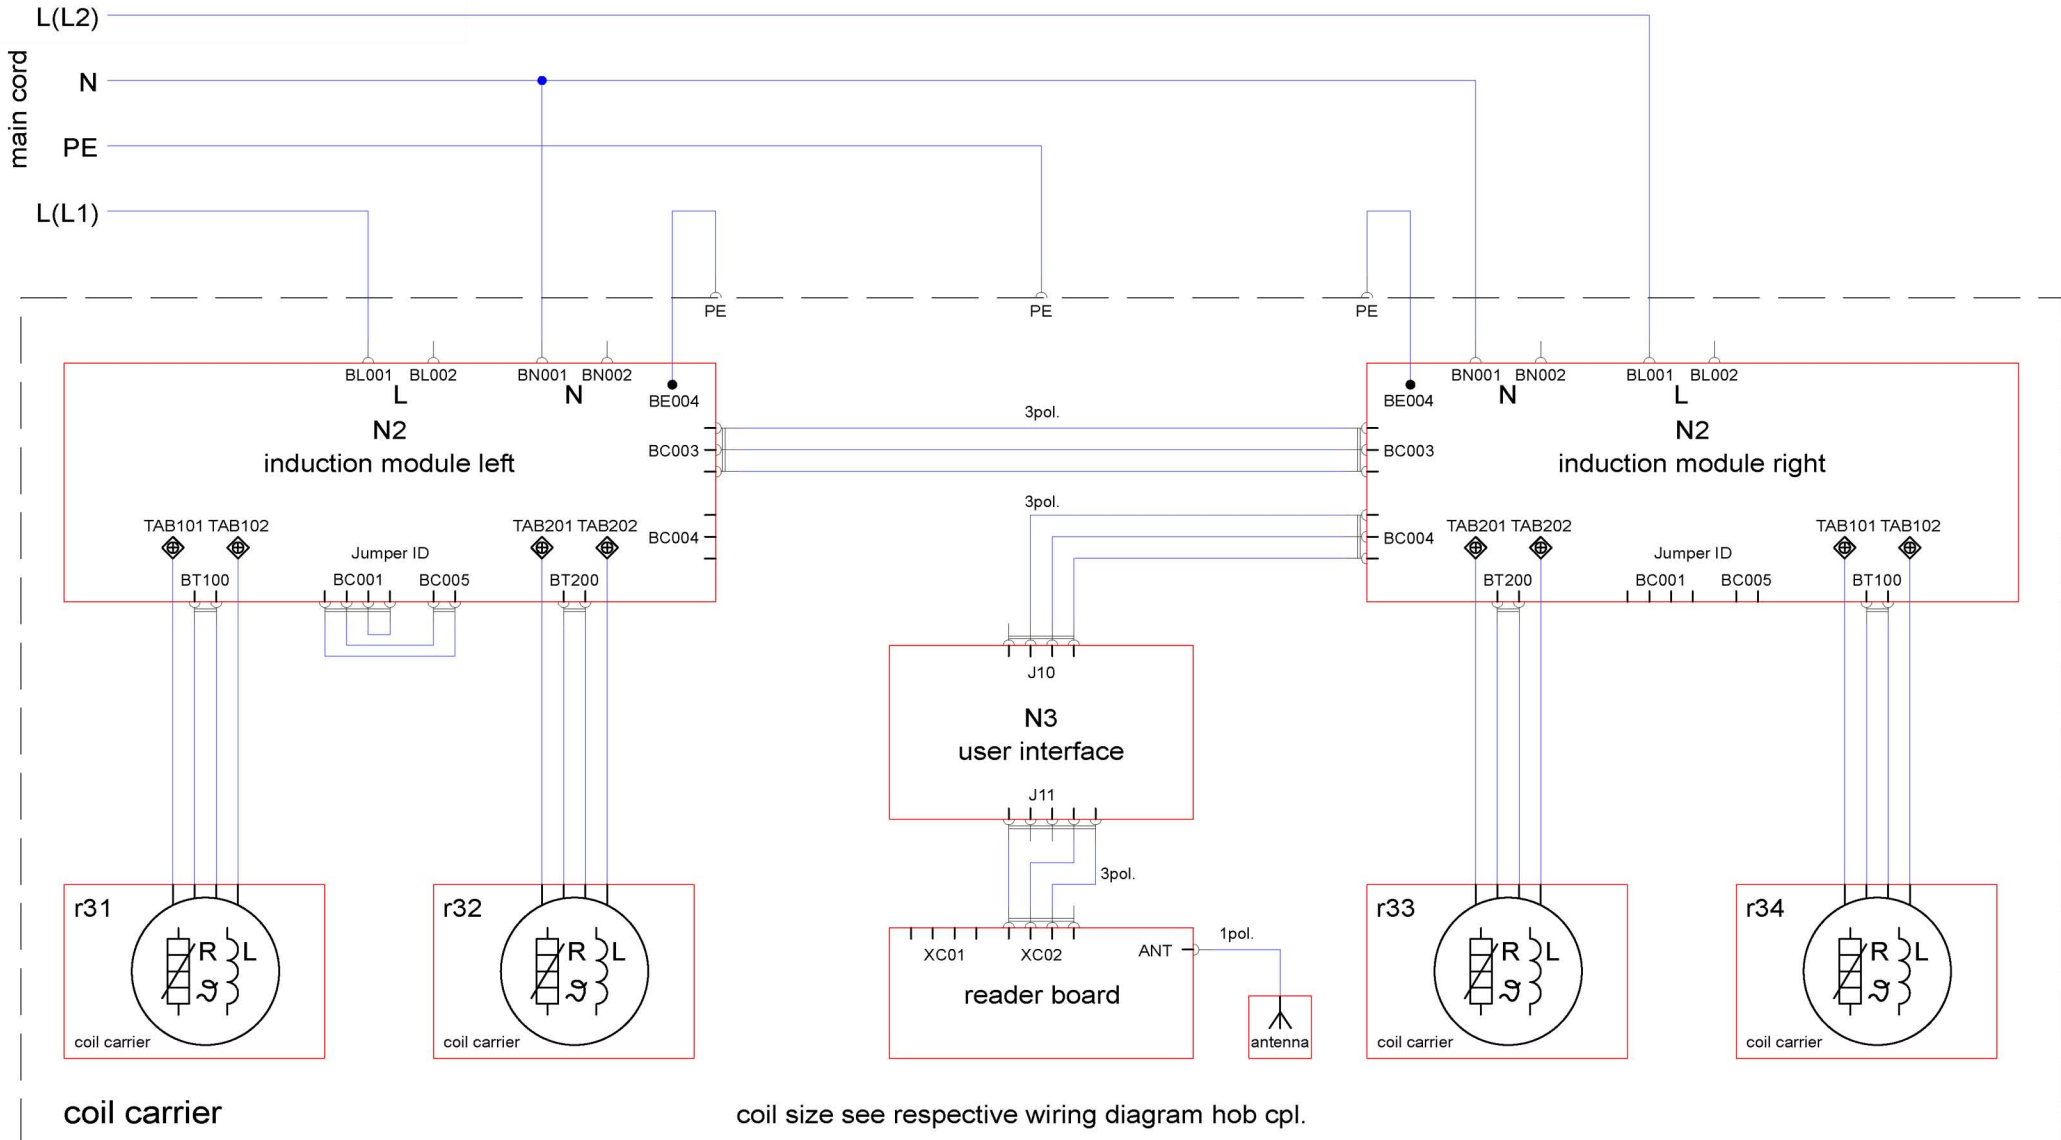 L(L2)
main cord
N
PE
L(L1)
PE PE PE
BL001 BL002 BN001 BN002
L N
BE004
N2
induction module left
BC003
BC004
TAB101 TAB102 TAB201 TAB202
Jumper ID
BT100 BC001 BC005 BT200
3pol.
3pol.
BN001 BN002 BL001 BL002
BE004
N L
N2
induction module right
BC003
BC004
TAB201 TAB202 TAB101 TAB102
Jumper ID
BT200 BC001 BC005 BT100
J10
N3
user interface
J11
3pol.
XC01 XC02 ANT
reader board
1pol.
antenna
r31
R L
ϑ
coil carrier
r32
R L
ϑ
coil carrier
r33
R L
ϑ
coil carrier
r34
R L
ϑ
coil carrier
coil carrier
coil size see respective wiring diagram hob cpl.